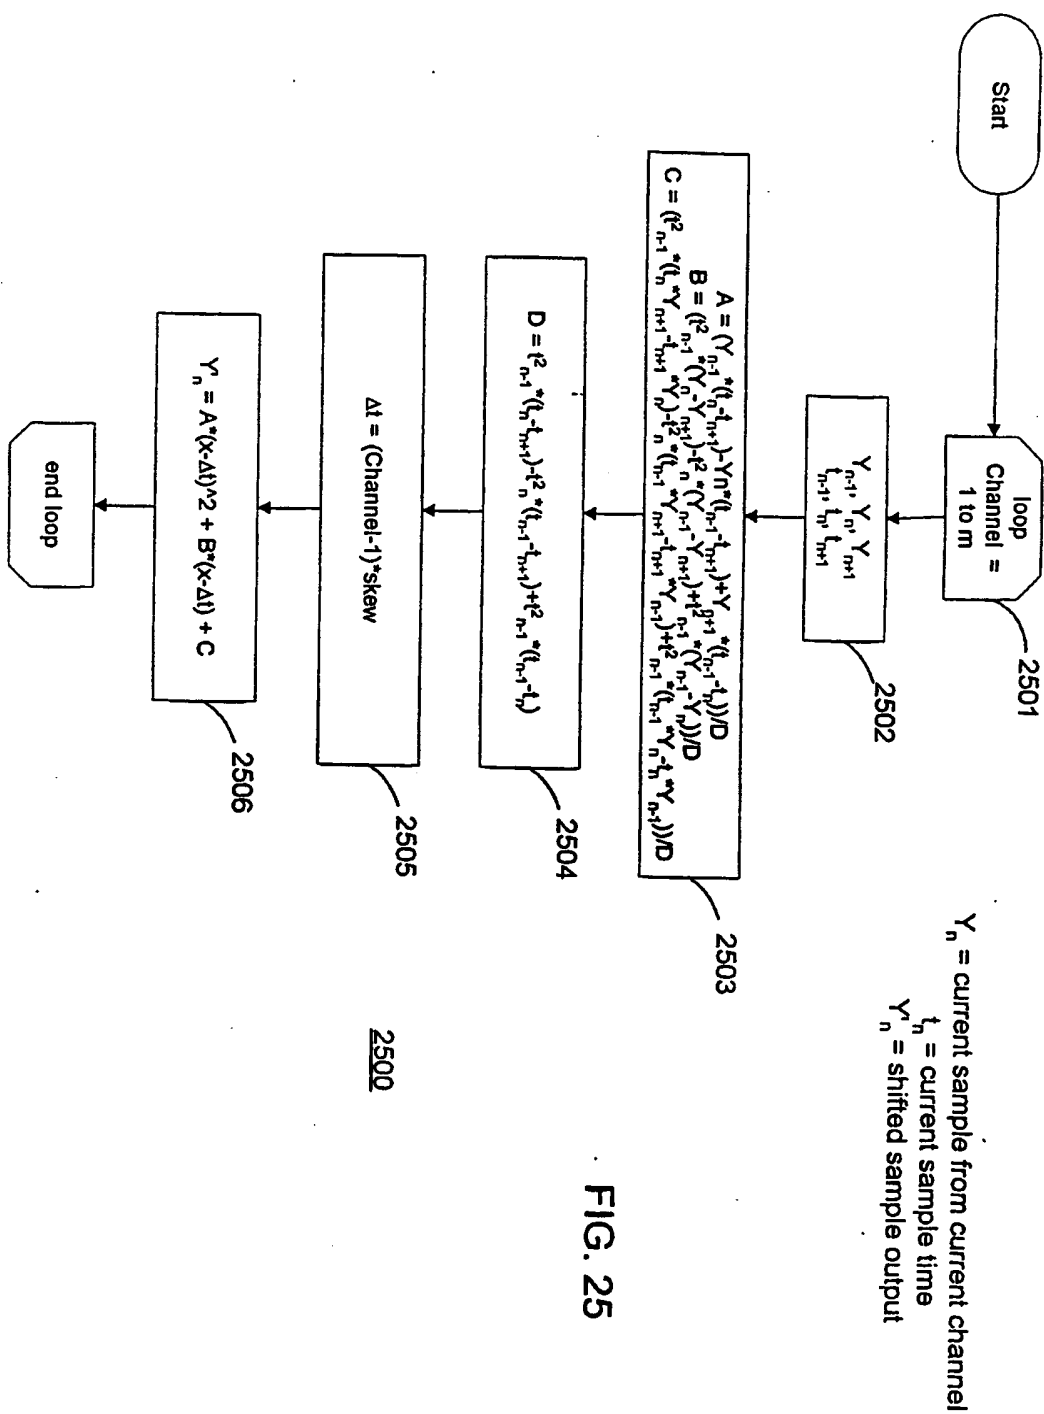 Start
loop
Channel =
1 to m
2501
Yn-1, Yn, Yn+1
tn-1, tn, tn+1
2502
A = (Yn-1*(tn-tn+1)-Yn*(tn-1-tn+1)+Yn+1*(tn-1-tn))/D
B = (t²n-1*(Yn-Yn+1)-t²n*(Yn-1-Yn+1)+t²n-1*(Yn-1-Yn))/D
C = (t²n-1*(tn*Yn+1-tn+1*Yn)-t²n*(tn-1*Yn+1-tn+1*Yn-1)+t²n-1*(tn-1*Yn-tn*Yn-1))/D
2503
D = t²n-1*(tn-tn+1)-t²n*(tn-1-tn+1)+t²n-1*(tn-1-tn)
2504
Δt = (Channel-1)*skew
2505
Y'n = A*(x-Δt)^2 + B*(x-Δt) + C
2506
end loop
Yn = current sample from current channel
tn = current sample time
Y'n = shifted sample output
2500
FIG. 25